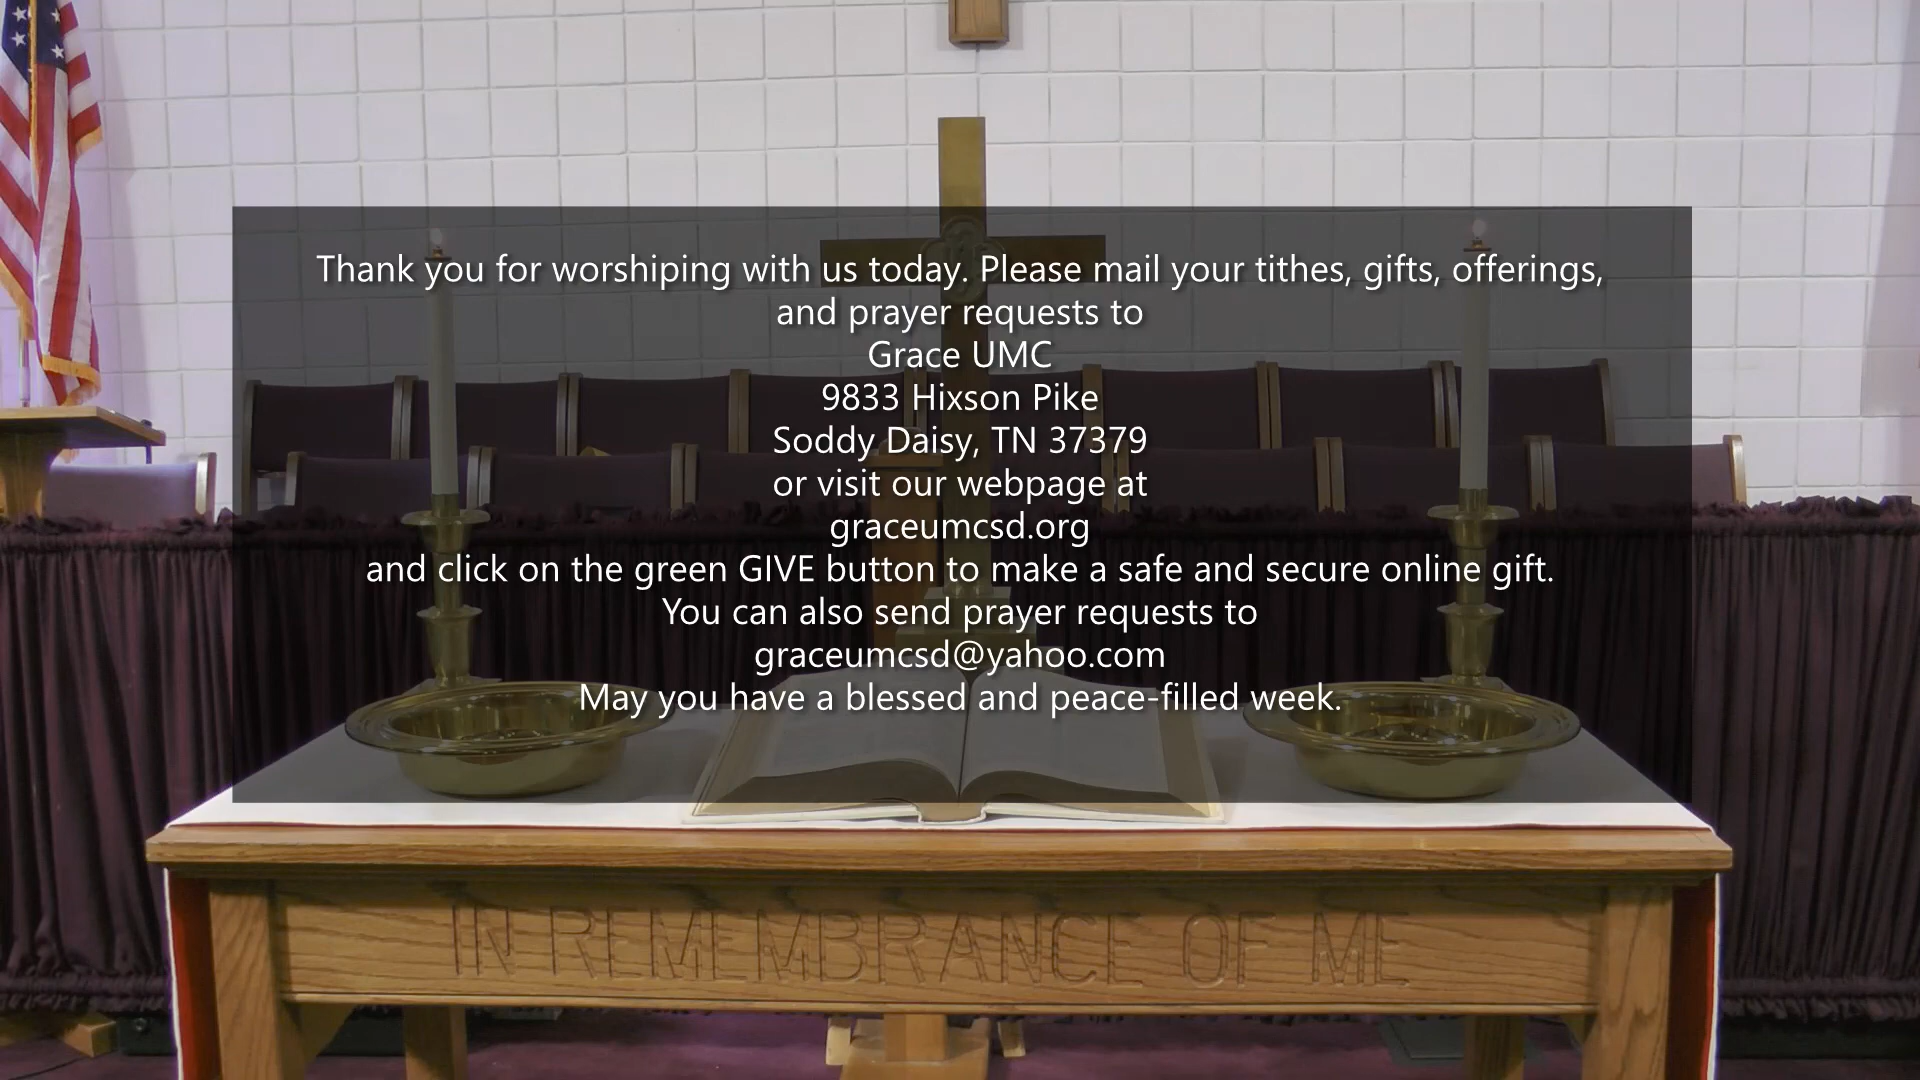 Thank you for worshiping with us today. Please mail your tithes, gifts, offerings,
and prayer requests to
Grace UMC
9833 Hixson Pike
Soddy Daisy, TN 37379
or visit our webpage at
graceumcsd.org
and click on the green GIVE button to make a safe and secure online gift.
You can also send prayer requests to
graceumcsd@yahoo.com
May you have a blessed and peace-filled week.
IN REMEMBRANCE OF ME